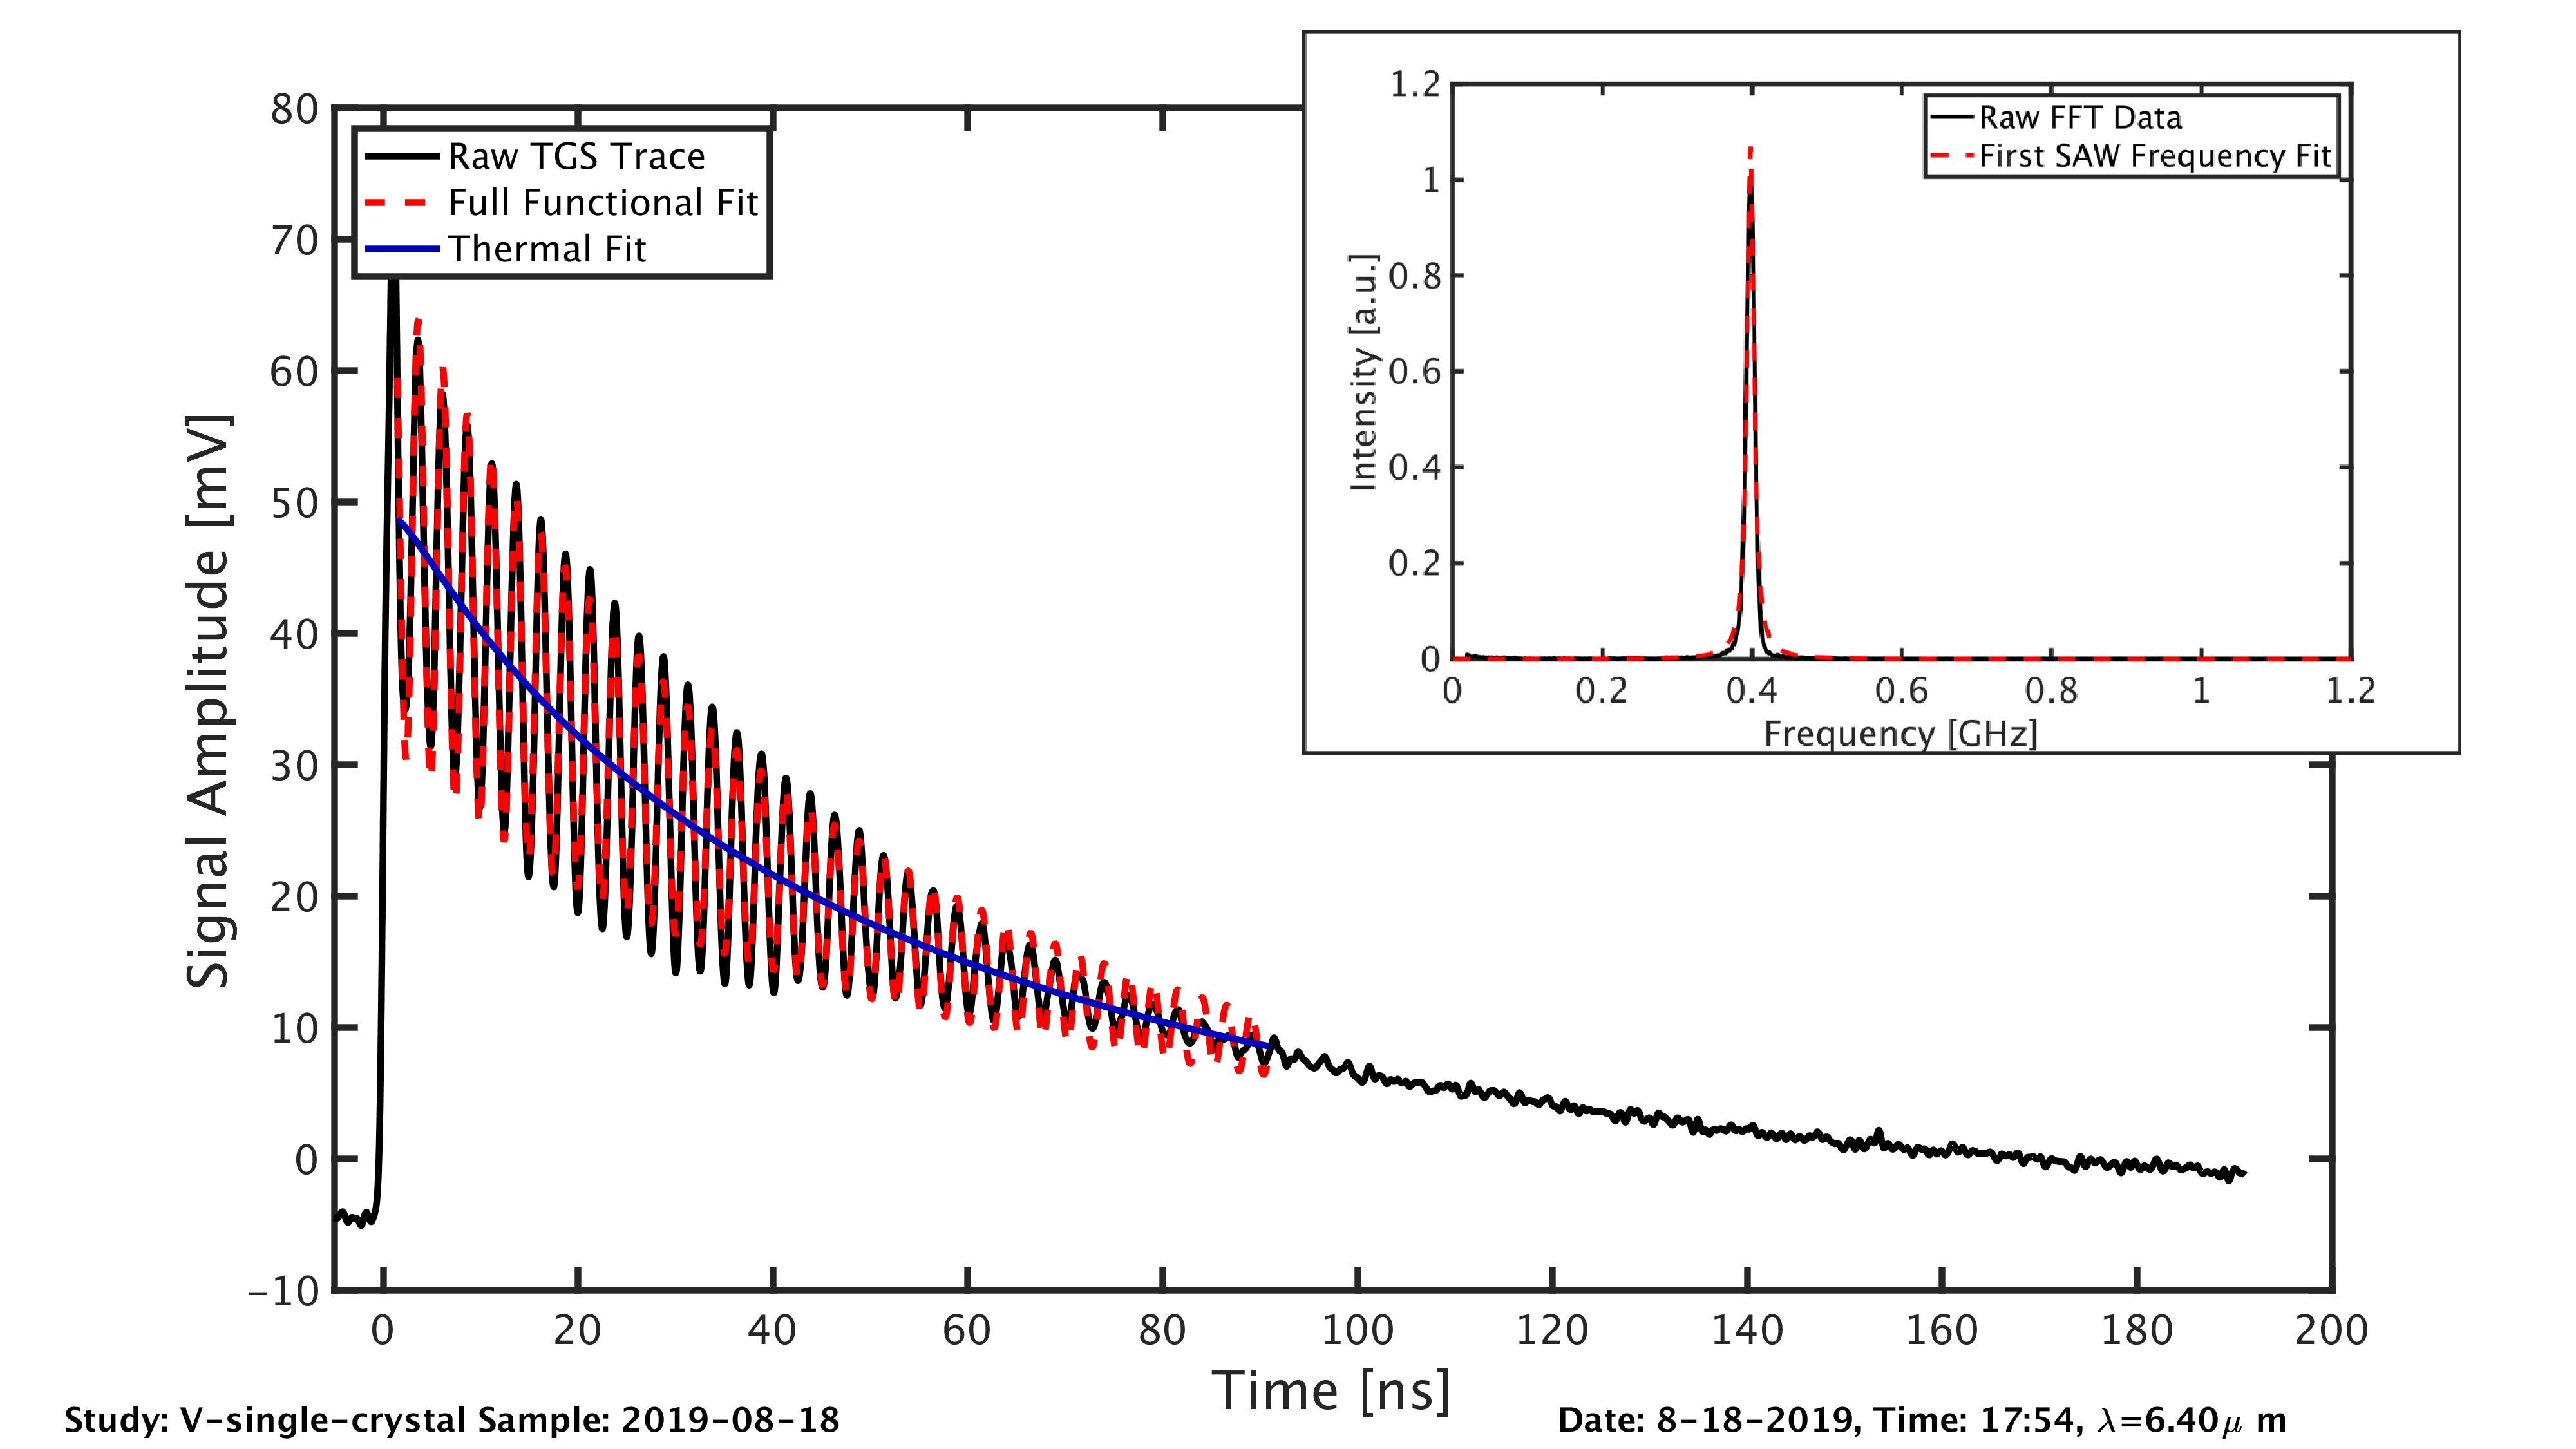 80
70
60
50
40
30
20
10
0
−10
Signal Amplitude [mV]
Raw TGS Trace
Full Functional Fit
Thermal Fit
0 20 40 60 80 100 120 140 160 180 200
Time [ns]
1.2
1
0.8
0.6
0.4
0.2
0
Intensity [a.u.]
Raw FFT Data
First SAW Frequency Fit
0 0.2 0.4 0.6 0.8 1 1.2
Frequency [GHz]
Study: V−single−crystal Sample: 2019−08−18
Date: 8−18−2019, Time: 17:54, λ=6.40μ m